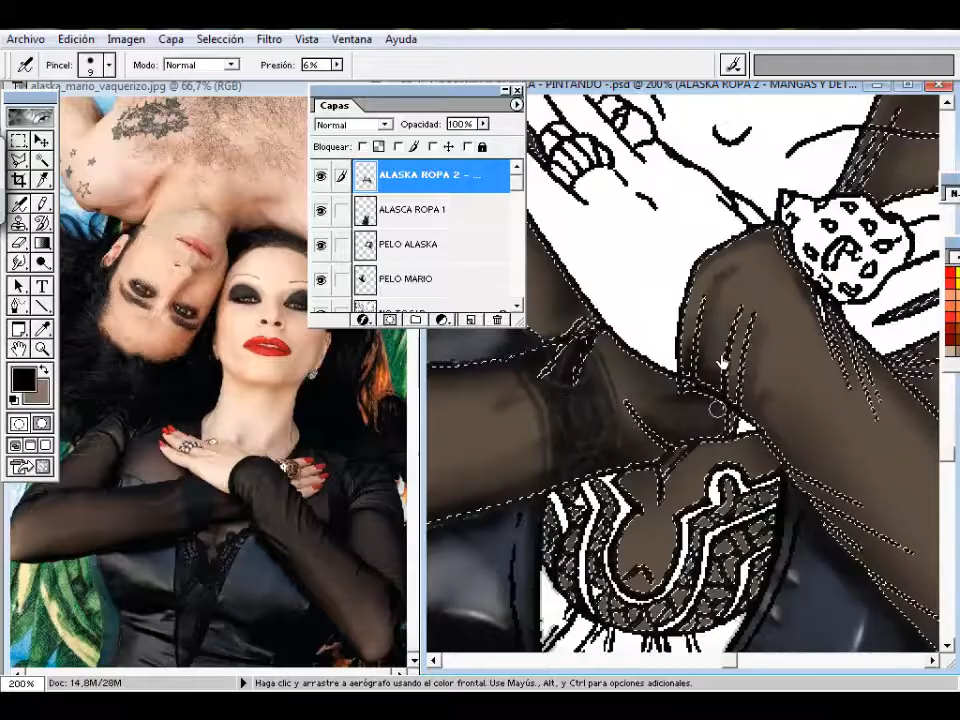 Archivo Edición Imagen Capa Selección Filtro Vista Ventana Ayuda
Pincel: 9 Modo: Normal Presión: 6%
alaska_mario_vaquerizo.jpg @ 66,7% (RGB)
A - PINTANDO -.psd @ 200% (ALASKA ROPA 2 - MANGAS Y DET...
Capas
Normal Opacidad: 100%
Bloquear:
ALASKA ROPA 2 - ...
ALASCA ROPA 1
PELO ALASKA
PELO MARIO
200% Doc: 14,8M/28M Haga clic y arrastre a aerógrafo usando el color frontal. Use Mayús., Alt, y Ctrl para opciones adicionales.